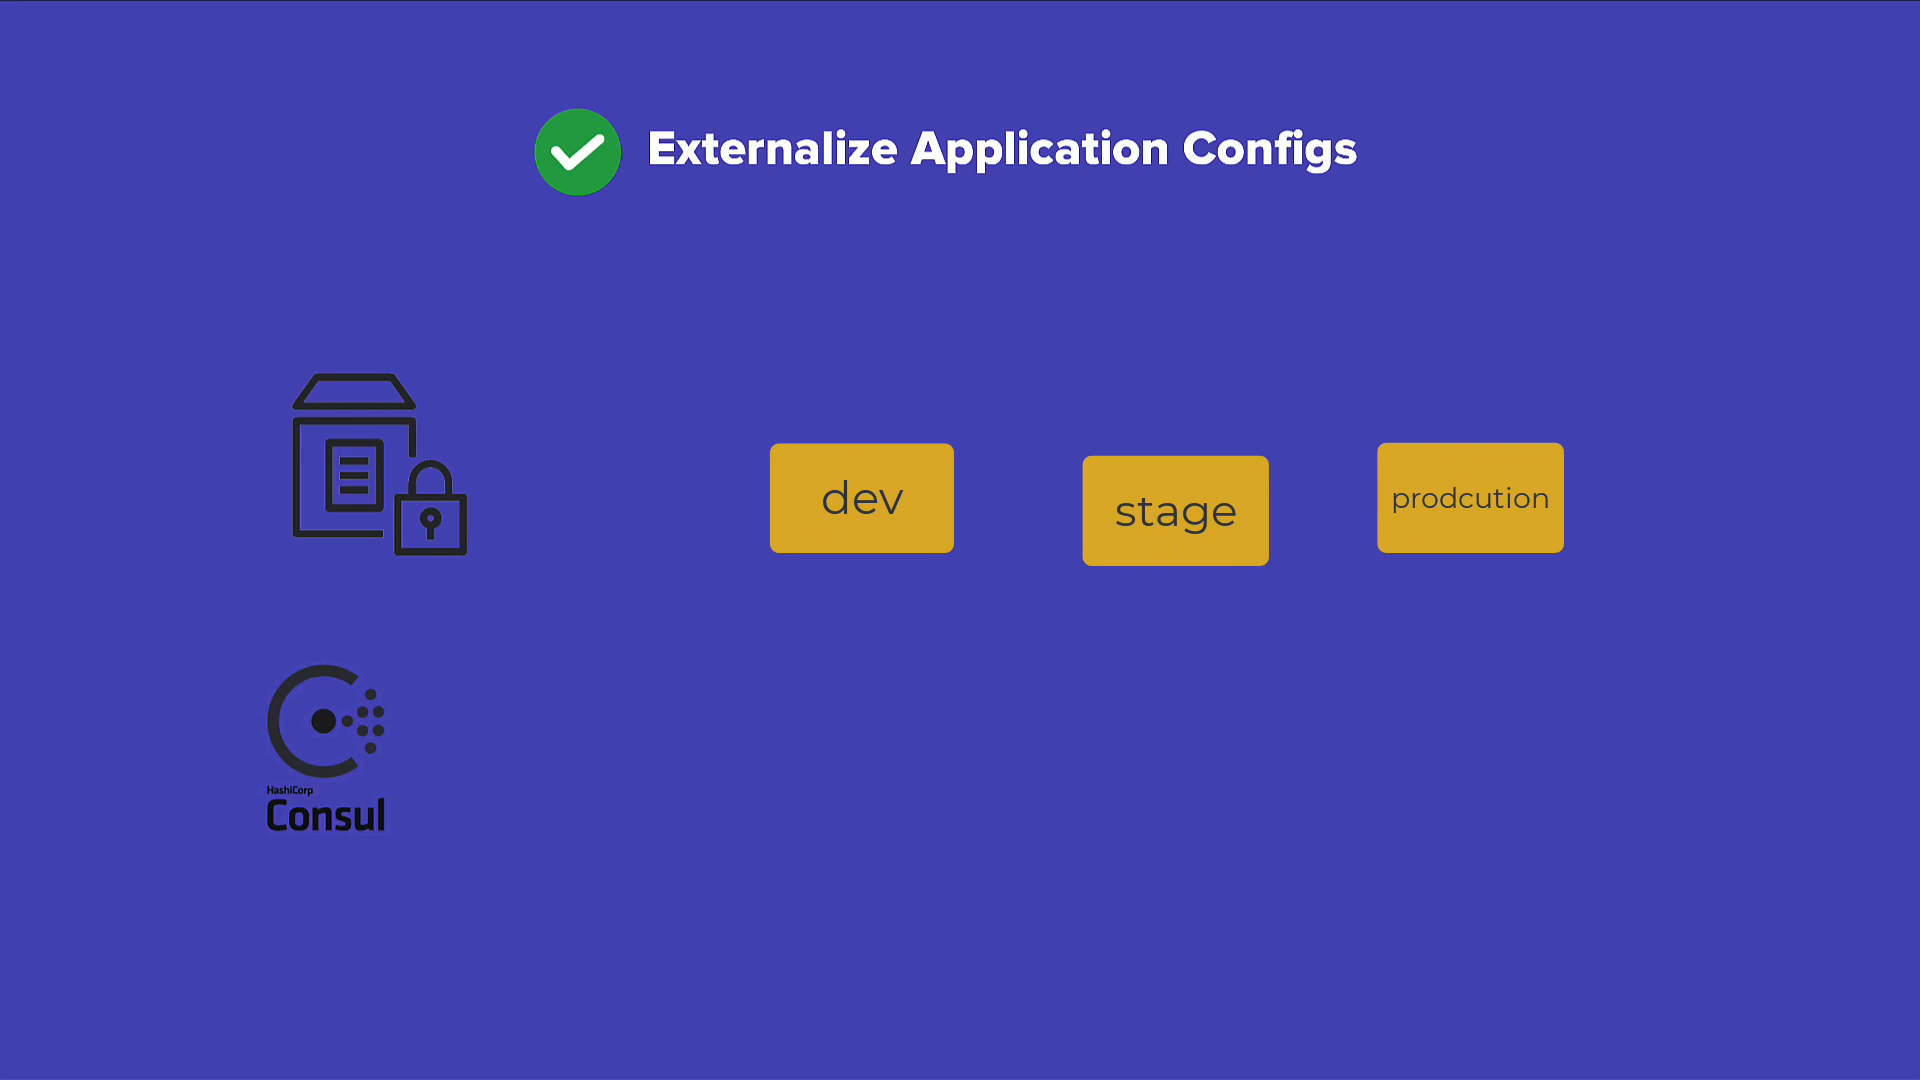 Externalize Application Configs
dev
stage
prodcution
HashiCorp
Consul